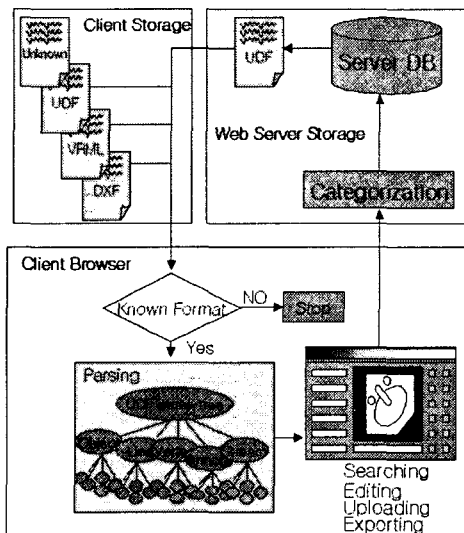 Client Storage
Unknown
UDF
VRML
DXF
UDF
Server DB
Web Server Storage
Categorization
Client Browser
Known Format
NO
Stop
Yes
Parsing
Searching
Editing
Uploading
Exporting